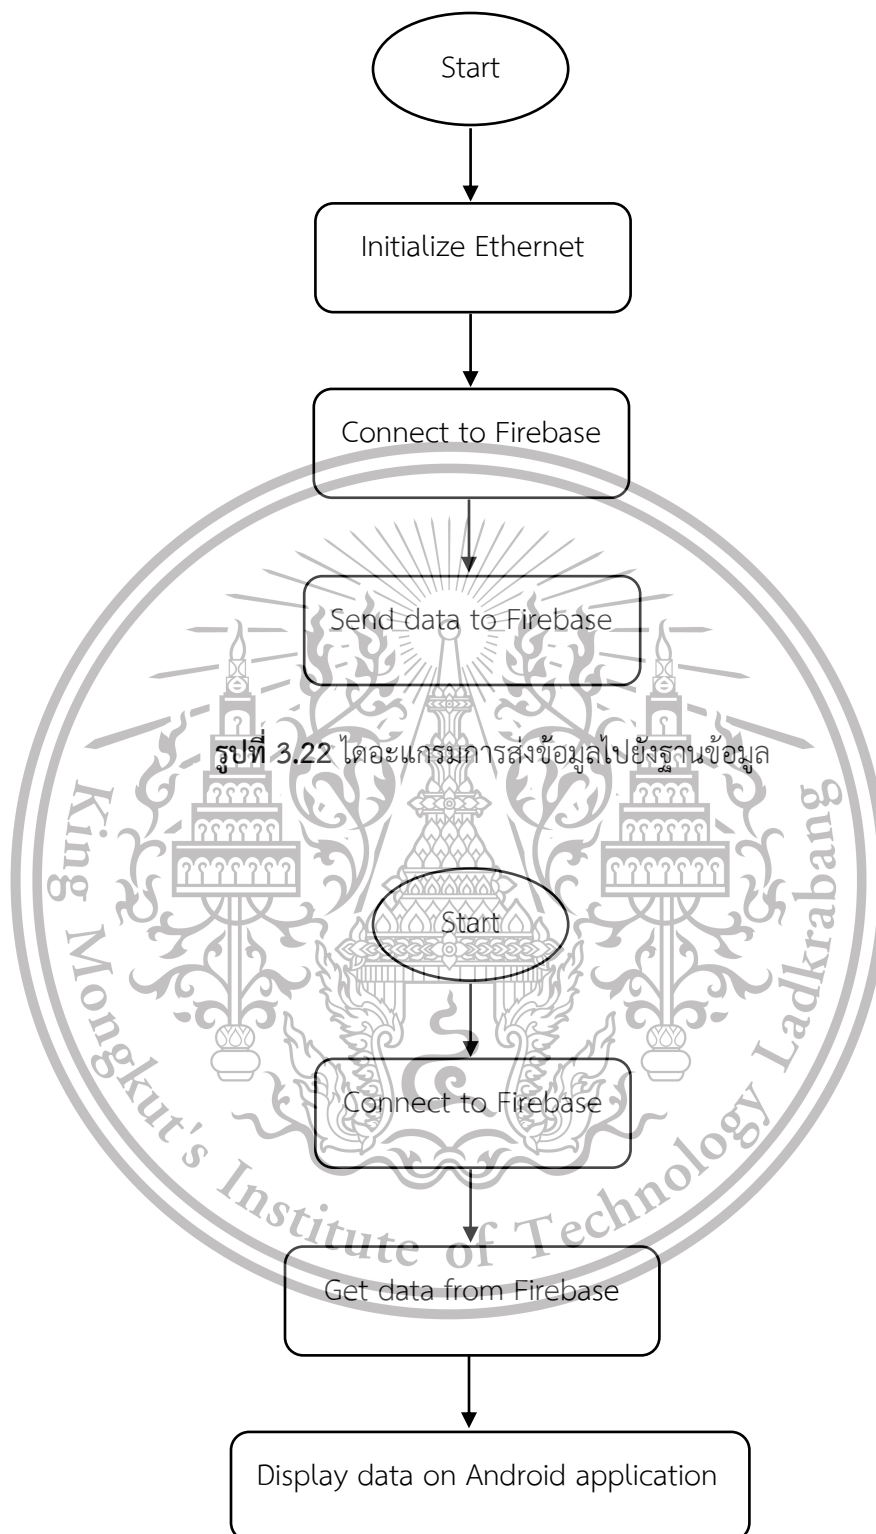 Start
Initialize Ethernet
Connect to Firebase
Send data to Firebase
รูปที่ 3.22 ไดอะแกรมการส่งข้อมูลไปยังฐานข้อมูล
Start
Connect to Firebase
Get data from Firebase
Display data on Android application
King Mongkut's Institute of Technology Ladkrabang